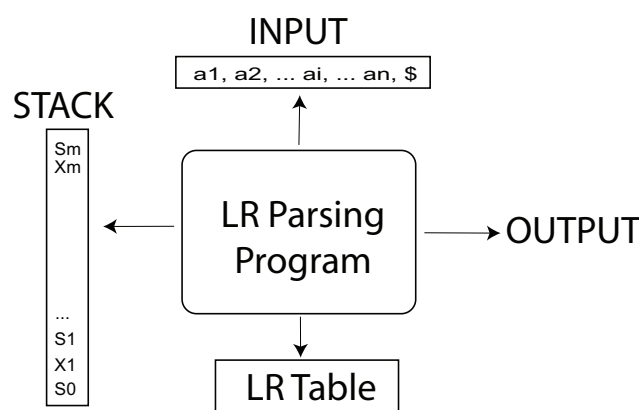 INPUT
a1, a2, ... ai, ... an, $
STACK
Sm
Xm
...
S1
X1
S0
LR Parsing
Program
OUTPUT
LR Table